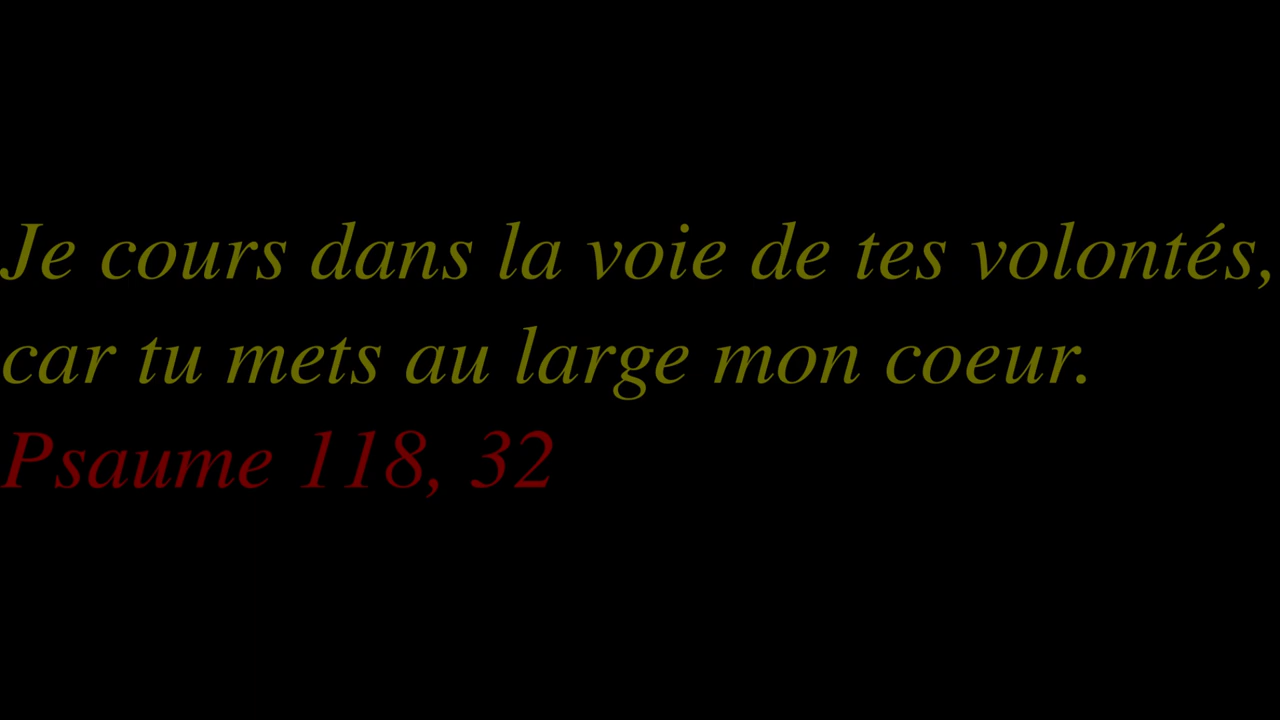 Je cours dans la voie de tes volontés,
car tu mets au large mon coeur.
Psaume 118, 32